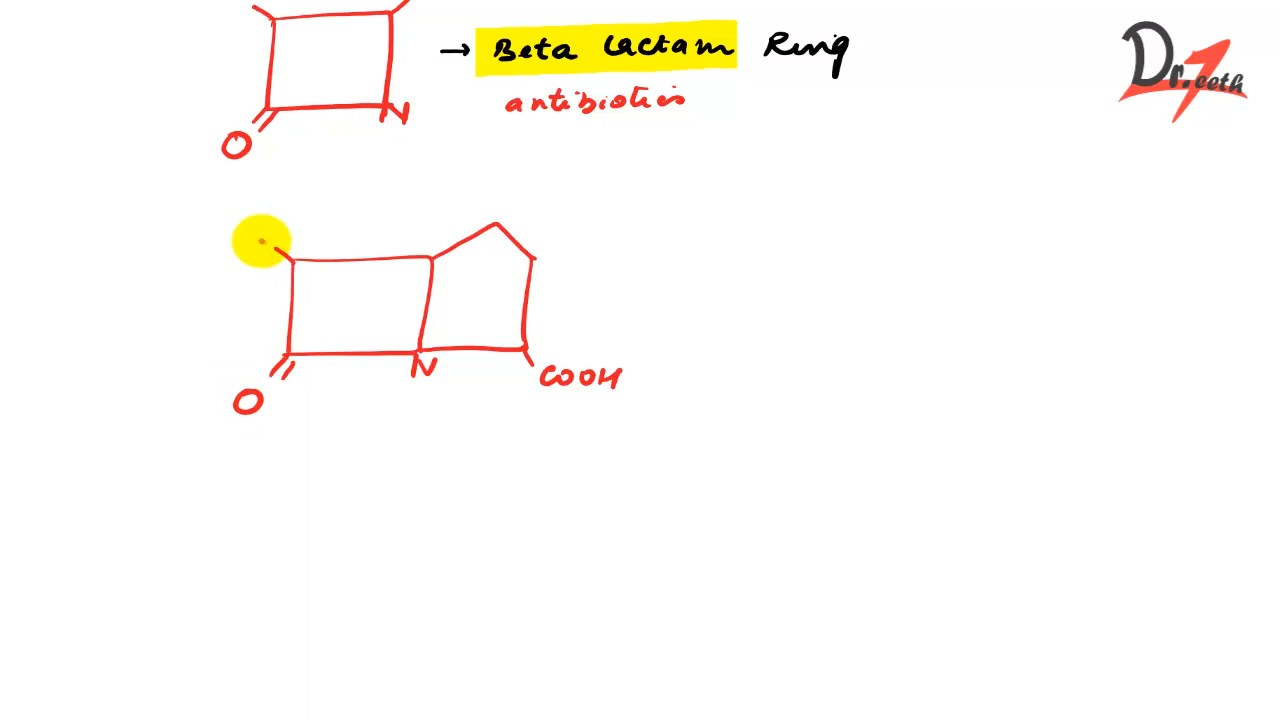 → Beta Lactam Ring
antibiotics
N
O
N
COOH
O
Dr.eeth